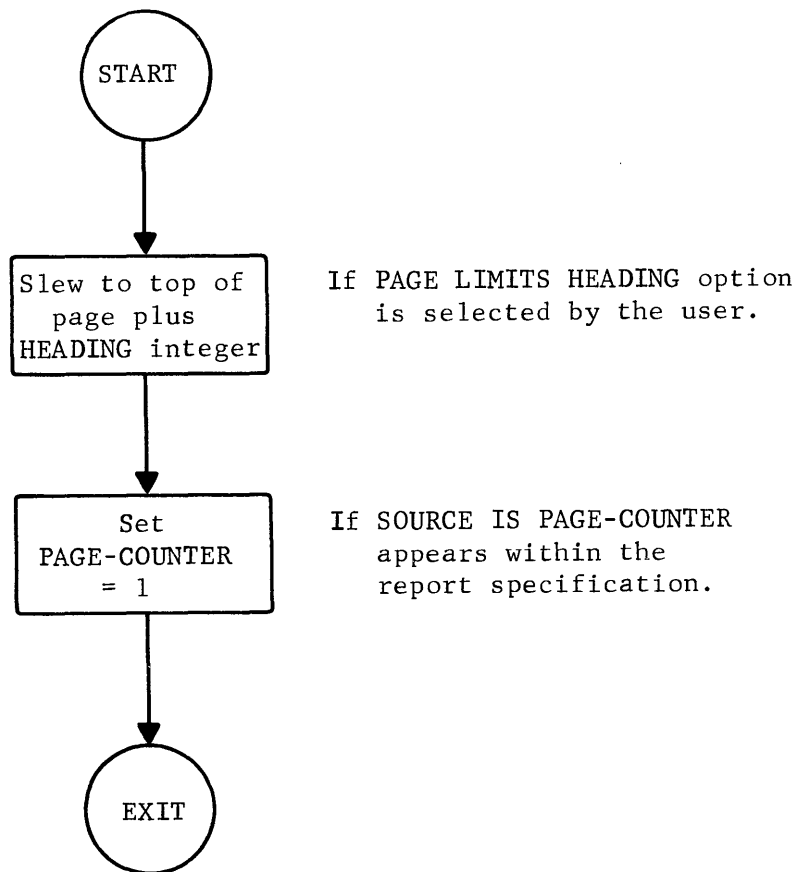 START
Slew to top of
page plus
HEADING integer
If PAGE LIMITS HEADING option
is selected by the user.
Set
PAGE-COUNTER
= 1
If SOURCE IS PAGE-COUNTER
appears within the
report specification.
EXIT